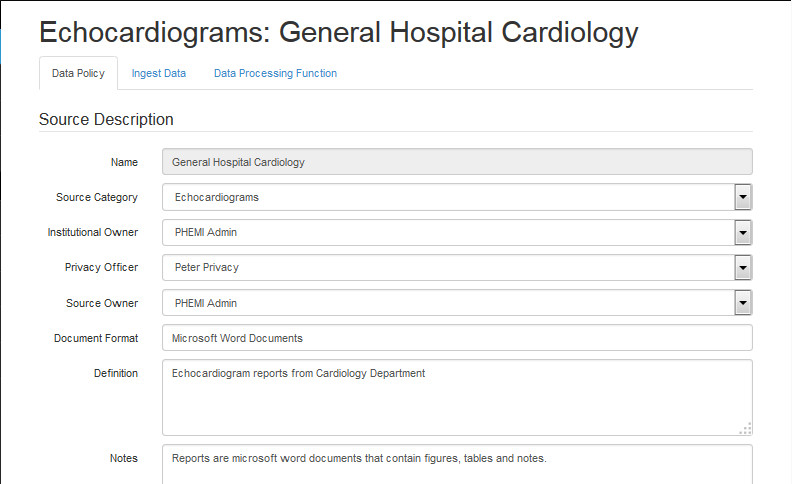 Echocardiograms: General Hospital Cardiology
Data Policy Ingest Data Data Processing Function
Source Description
Name General Hospital Cardiology
Source Category Echocardiograms
Institutional Owner PHEMI Admin
Privacy Officer Peter Privacy
Source Owner PHEMI Admin
Document Format Microsoft Word Documents
Definition Echocardiogram reports from Cardiology Department
Notes Reports are microsoft word documents that contain figures, tables and notes.